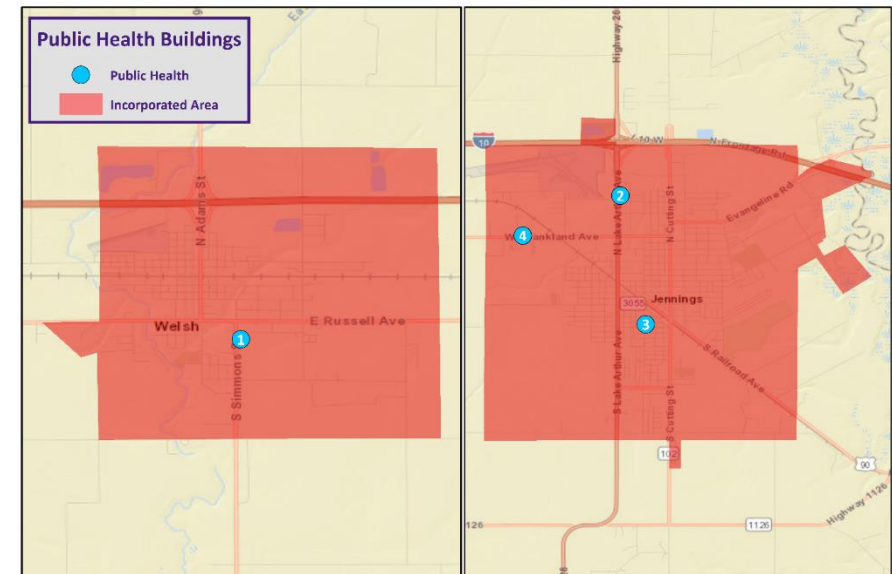 Public Health Buildings
Public Health
Incorporated Area
N Adams St
Welsh
E Russell Ave
1
S Simmons
Highway 26
10
I-10-W
N Frontage Rd
2
N Lake Arthur Ave
N Cutting St
Evangeline Rd
4
Ave
3055
Jennings
3
S Railroad Ave
S Lake Arthur Ave
S Cutting St
102
90
126
1126
Highway 1126